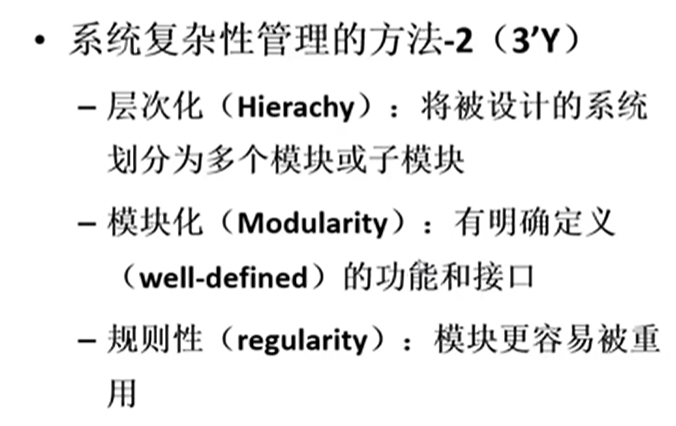 • 系统复杂性管理的方法-2（3’Y）
– 层次化（Hierachy）：将被设计的系统
划分为多个模块或子模块
– 模块化（Modularity）：有明确定义
（well-defined）的功能和接口
– 规则性（regularity）：模块更容易被重
用